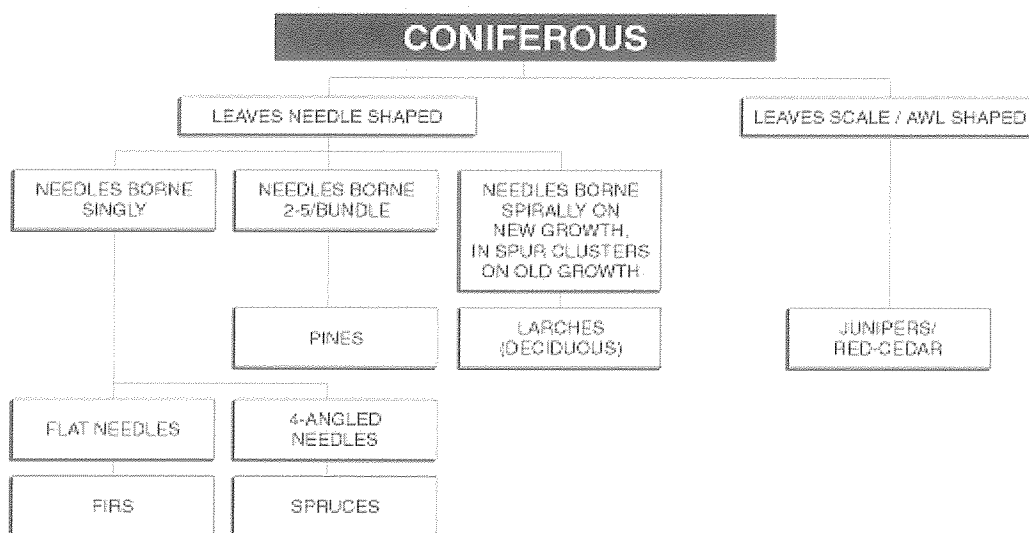 CONIFEROUS
LEAVES NEEDLE SHAPED
LEAVES SCALE / AWL SHAPED
NEEDLES BORNE
SINGLY
NEEDLES BORNE
2-5/BUNDLE
NEEDLES BORNE
SPIRALLY ON
NEW GROWTH,
IN SPUR CLUSTERS
ON OLD GROWTH
PINES
LARCHES
(DECIDUOUS)
JUNIPERS/
RED-CEDAR
FLAT NEEDLES
4-ANGLED
NEEDLES
FIRS
SPRUCES